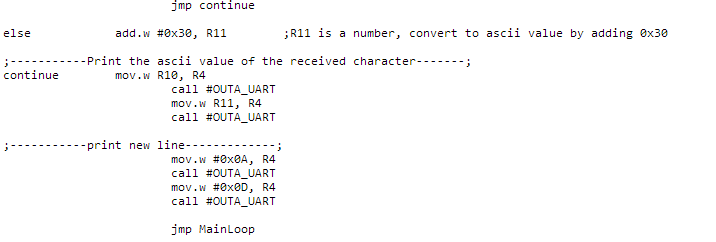 jmp continue
else add.w #0x30, R11 ;R11 is a number, convert to ascii value by adding 0x30
;-----------Print the ascii value of the received character-------;
continue mov.w R10, R4
call #OUTA_UART
mov.w R11, R4
call #OUTA_UART
;-----------print new line-------------;
mov.w #0x0A, R4
call #OUTA_UART
mov.w #0x0D, R4
call #OUTA_UART
jmp MainLoop